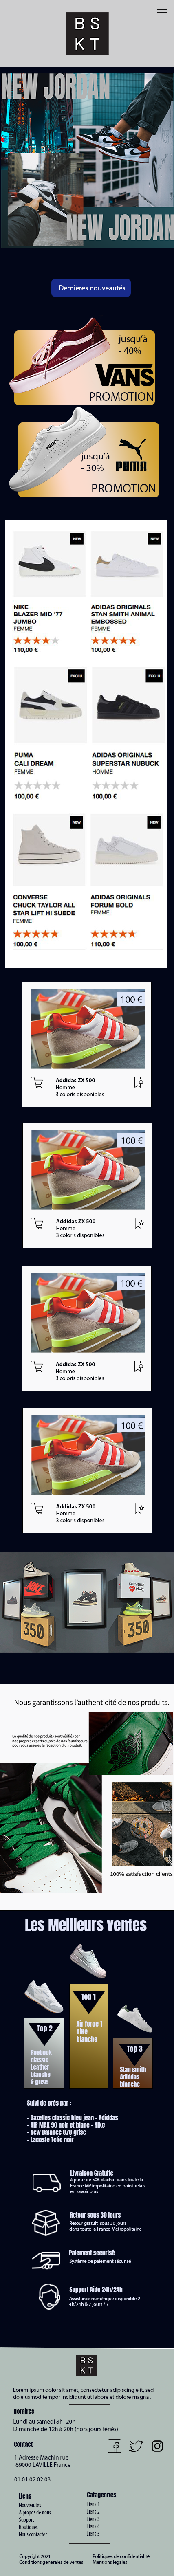 B S
K T
NEW JORDAN
NEW JORDAN
Dernières nouveautés
jusqu'à
- 40%
VANS
PROMOTION
jusqu'à
- 30%
PUMA
PROMOTION
NEW
NEW
NIKE
BLAZER MID '77
JUMBO
FEMME
110,00 €
ADIDAS ORIGINALS
STAN SMITH ANIMAL
EMBOSSED
FEMME
100,00 €
EXCLU
EXCLU
PUMA
CALI DREAM
FEMME
100,00 €
ADIDAS ORIGINALS
SUPERSTAR NUBUCK
HOMME
100,00 €
NEW
NEW
CONVERSE
CHUCK TAYLOR ALL
STAR LIFT HI SUEDE
FEMME
100,00 €
ADIDAS ORIGINALS
FORUM BOLD
FEMME
110,00 €
100 €
Addidas ZX 500
Homme
3 coloris disponibles
100 €
Addidas ZX 500
Homme
3 coloris disponibles
100 €
Addidas ZX 500
Homme
3 coloris disponibles
100 €
Addidas ZX 500
Homme
3 coloris disponibles
350
350
Nous garantissons l'authenticité de nos produits.
La qualité de nos produits sont vérifiés par
nos propres experts auprès de nos fournisseurs
pour vous assurez la réception d'un produit.
100% satisfaction clients
Les Meilleurs ventes
Top 1
Air force 1
nike
blanche
Top 2
Reebook
classic
Leather
blanche
& grise
Top 3
Stan smith
Addidas
blanche
Suivi de près par :
- Gazelles classic bleu jean - Adiddas
- AIR MAX 90 noir et blanc - Nike
- New Balance 670 grise
- Lacoste Tclic noir
Livraison Gratuite
à partir de 50€ d'achat dans toute la
France Métropolitaine en point-relais
en savoir plus
Retour sous 30 jours
Retour gratuit sous 30 jours
dans toute la France Metropolitaine
Paiement securisé
Système de paiement sécurisé
Support Aide 24h/24h
Assistance numérique disponible 2
4h/24h & 7 jours / 7
B S
K T
Lorem ipsum dolor sit amet, consectetur adipiscing elit, sed
do eiusmod tempor incididunt ut labore et dolore magna .
Horaires
Lundi au samedi 8h- 20h
Dimanche de 12h à 20h (hors jours fériés)
Contact
1 Adresse Machin rue
89000 LAVILLE France
01.01.02.02.03
Liens
Nouveautés
A propos de nous
Support
Boutiques
Nous contacter
Catageories
Liens 1
Liens 2
Liens 3
Liens 4
Liens 5
Copyright 2021
Conditions générales de ventes
Politiques de confidentialité
Mentions légales